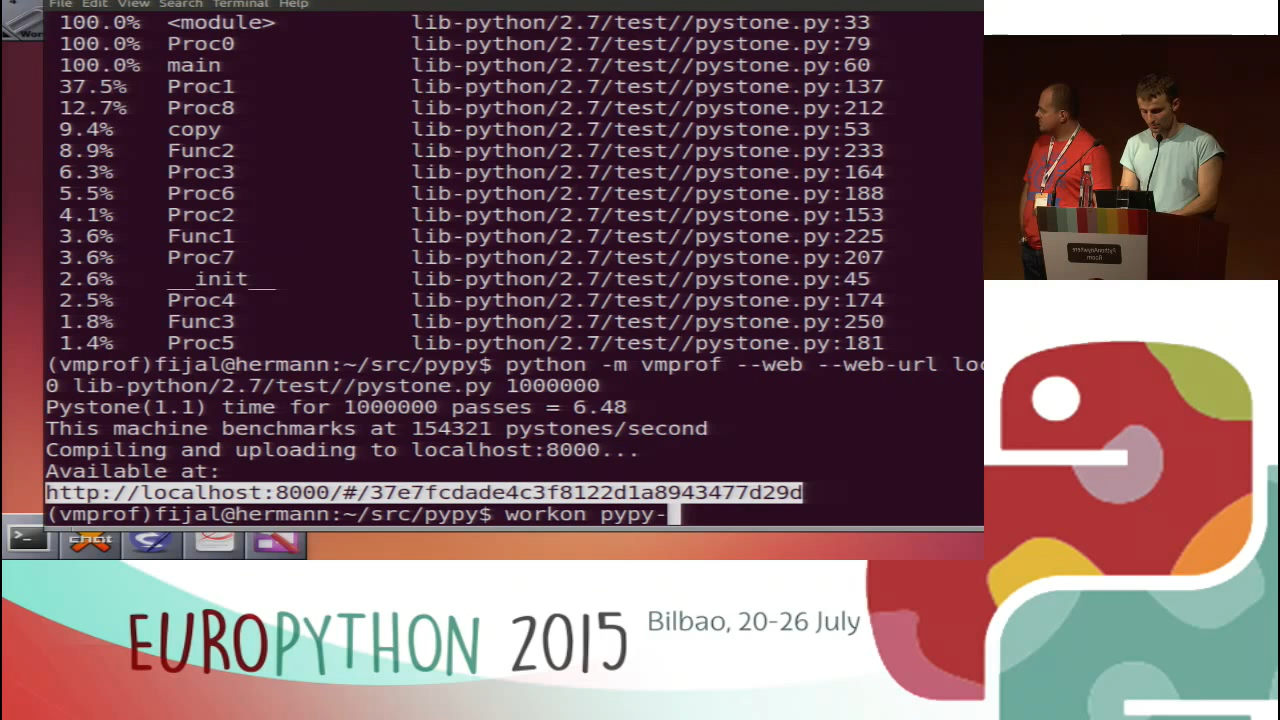 File Edit View Search Terminal Help
100.0% <module> lib-python/2.7/test//pystone.py:33
100.0% Proc0 lib-python/2.7/test//pystone.py:79
100.0% main lib-python/2.7/test//pystone.py:60
37.5% Proc1 lib-python/2.7/test//pystone.py:137
12.7% Proc8 lib-python/2.7/test//pystone.py:212
9.4% copy lib-python/2.7/test//pystone.py:53
8.9% Func2 lib-python/2.7/test//pystone.py:233
6.3% Proc3 lib-python/2.7/test//pystone.py:164
5.5% Proc6 lib-python/2.7/test//pystone.py:188
4.1% Proc2 lib-python/2.7/test//pystone.py:153
3.6% Func1 lib-python/2.7/test//pystone.py:225
3.6% Proc7 lib-python/2.7/test//pystone.py:207
2.6% __init__ lib-python/2.7/test//pystone.py:45
2.5% Proc4 lib-python/2.7/test//pystone.py:174
1.8% Func3 lib-python/2.7/test//pystone.py:250
1.4% Proc5 lib-python/2.7/test//pystone.py:181
(vmprof)fijal@hermann:~/src/pypy$ python -m vmprof --web --web-url loc
0 lib-python/2.7/test//pystone.py 1000000
Pystone(1.1) time for 1000000 passes = 6.48
This machine benchmarks at 154321 pystones/second
Compiling and uploading to localhost:8000...
Available at:
http://localhost:8000/#/37e7fcdade4c3f8122d1a8943477d29d
(vmprof)fijal@hermann:~/src/pypy$ workon pypy-
chat
EUROPYTHON 2015
Bilbao, 20-26 July
PythonAnywhere
Room